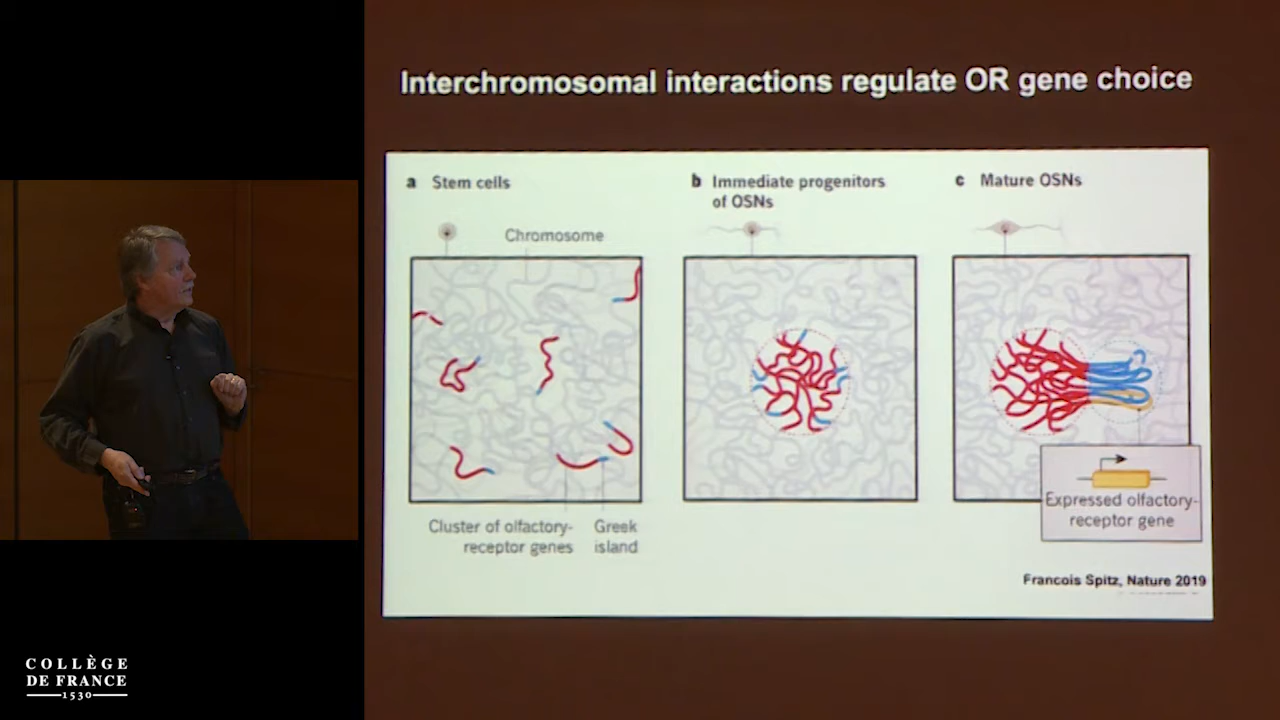 Interchromosomal interactions regulate OR gene choice
a Stem cells
b Immediate progenitors
of OSNs
c Mature OSNs
Chromosome
Cluster of olfactory-
receptor genes
Greek
island
Expressed olfactory-
receptor gene
Francois Spitz, Nature 2019
COLLÈGE
DE FRANCE
1530